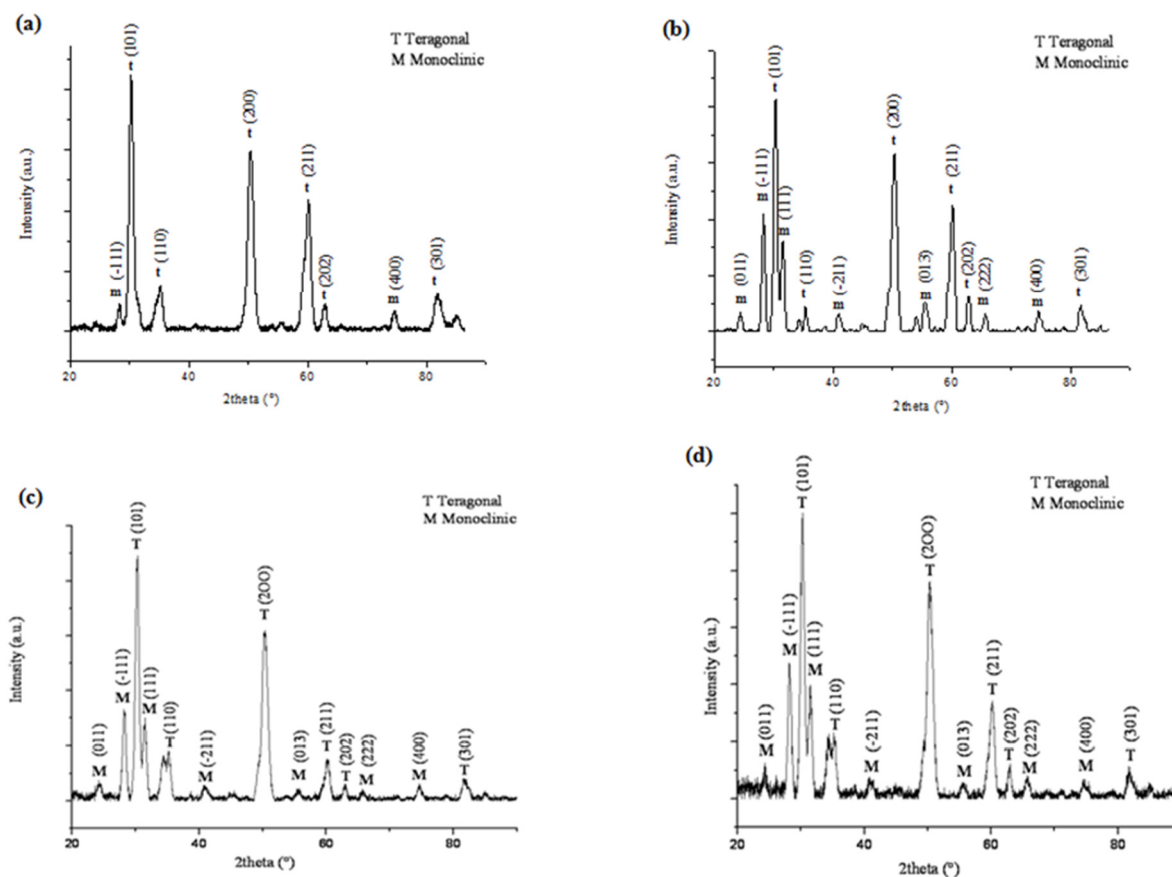 (a)
T Teragonal
M Monoclinic
m (-111)
t (101)
t (110)
t (200)
t (211)
t (202)
m (400)
t (301)
Intensity (a.u.)
20 40 60 80
2theta (°)
(b)
T Teragonal
M Monoclinic
m (011)
m (-111)
t (101)
m (111)
t (110)
m (-211)
t (200)
m (013)
t (211)
t (202)
m (222)
m (400)
t (301)
Intensity (a.u.)
20 40 60 80
2theta (°)
(c)
T Teragonal
M Monoclinic
M (011)
M (-111)
T (101)
M (111)
T (110)
M (-211)
T (2OO)
M (013)
T (211)
T (202)
M (222)
M (400)
T (301)
Intensity (a.u.)
20 40 60 80
2theta (°)
(d)
T Teragonal
M Monoclinic
M (011)
M (-111)
T (101)
M (111)
T (110)
M (-211)
T (2OO)
M (013)
T (211)
T (202)
M (222)
M (400)
T (301)
Intensity (a.u.)
20 40 60 80
2theta (°)